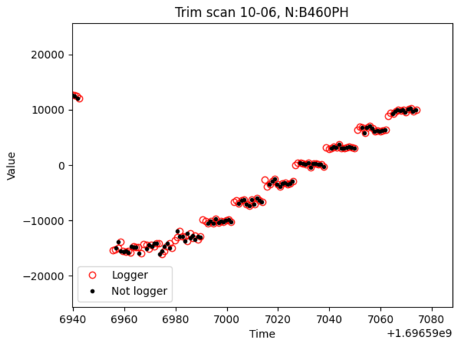 Trim scan 10-06, N:B460PH
20000
10000
0
−10000
−20000
Value
Logger
Not logger
6940 6960 6980 7000 7020 7040 7060 7080
Time
+1.69659e9